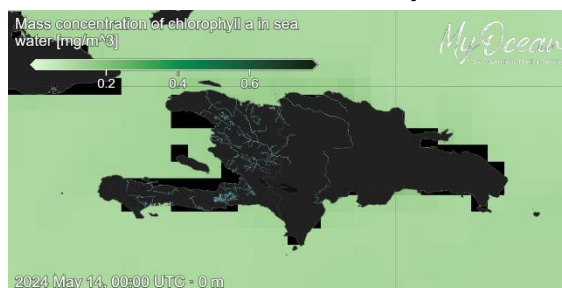 Mass concentration of chlorophyll a in sea
water [mg/m^3]
MyOcean
0.2 0.4 0.6
2024 May 14, 00:00 UTC · 0 m